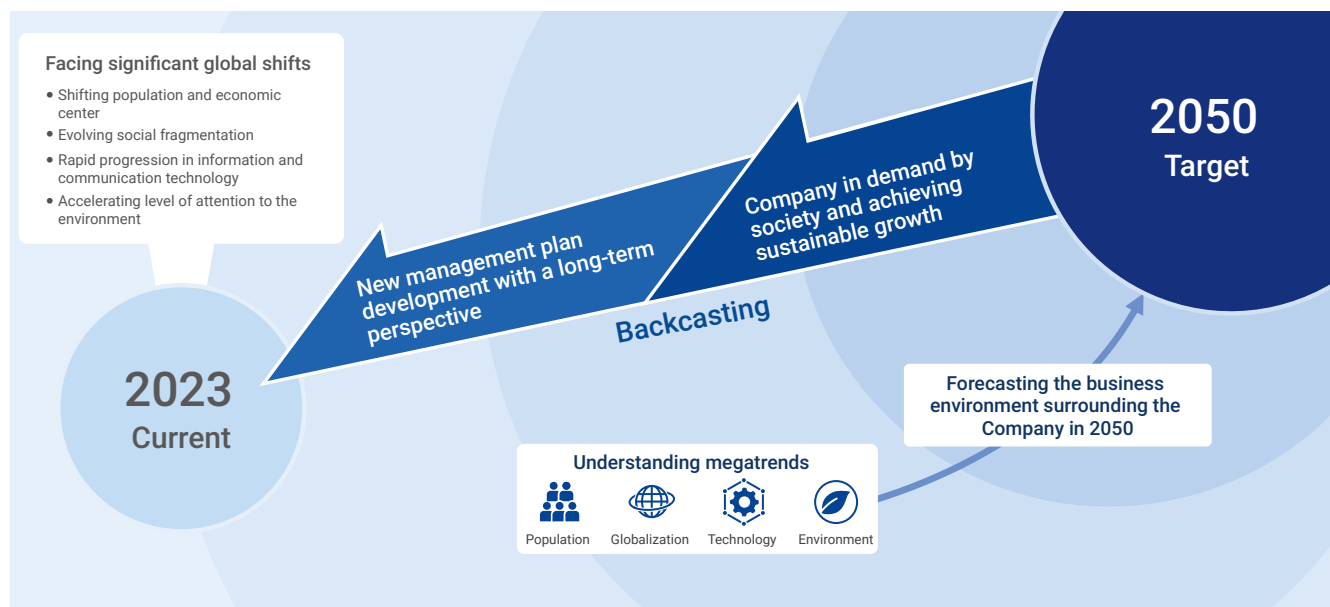 Facing significant global shifts
• Shifting population and economic
center
• Evolving social fragmentation
• Rapid progression in information and
communication technology
• Accelerating level of attention to the
environment
2023
Current
New management plan
development with a long-term
perspective
Backcasting
Company in demand by
society and achieving
sustainable growth
2050
Target
Understanding megatrends
Population
Globalization
Technology
Environment
Forecasting the business
environment surrounding the
Company in 2050